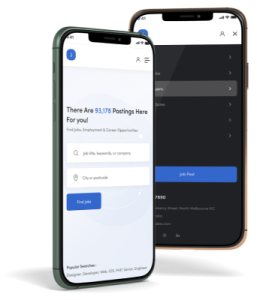 There Are 93,178 Postings Here
For you!
Find Jobs, Employment & Career Opportunities
Job title, keywords, or company
City or postcode
Find Jobs
Popular Searches :
Designer, Developer, Web, IOS, PHP, Senior, Engineer
Job Post